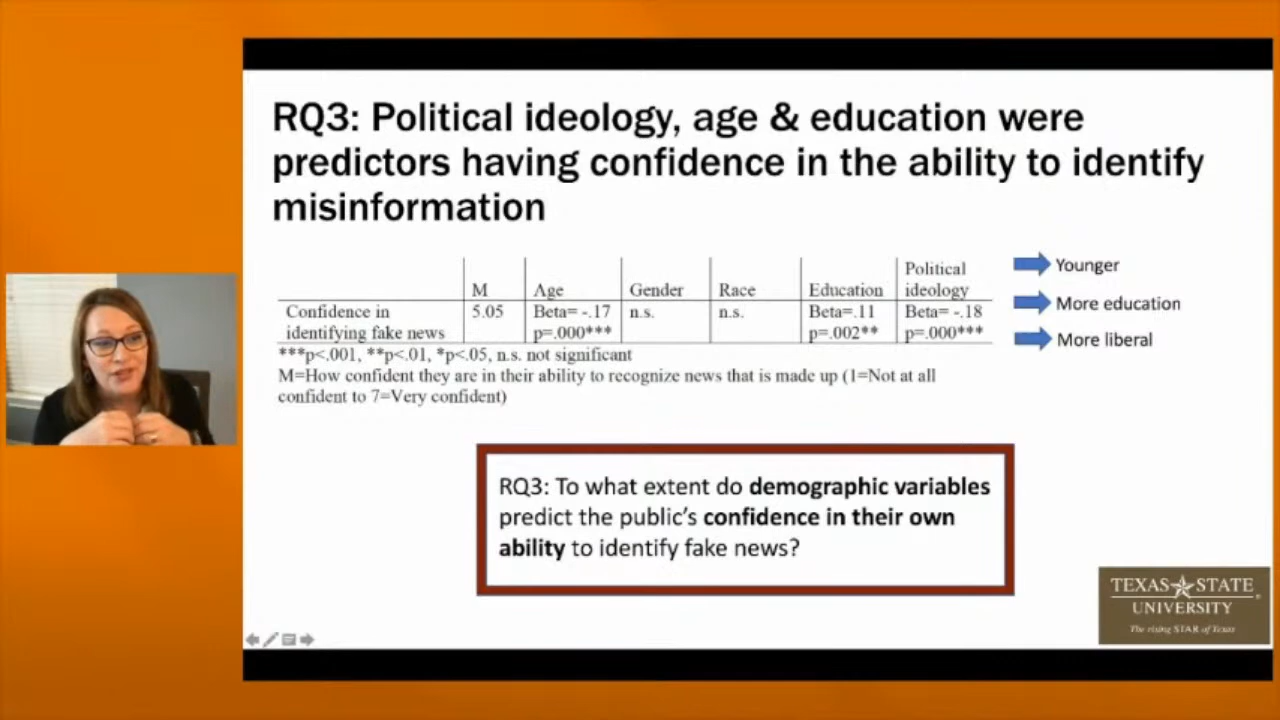 RQ3: Political ideology, age & education were
predictors having confidence in the ability to identify
misinformation
M Age Gender Race Education Political ideology
Confidence in identifying fake news 5.05 Beta= -.17 p=.000*** n.s. n.s. Beta=.11 p=.002** Beta= -.18 p=.000***
***p<.001, **p<.01, *p<.05, n.s. not significant
M=How confident they are in their ability to recognize news that is made up (1=Not at all
confident to 7=Very confident)
Younger
More education
More liberal
RQ3: To what extent do demographic variables
predict the public’s confidence in their own
ability to identify fake news?
TEXAS STATE
UNIVERSITY
The rising STAR of Texas